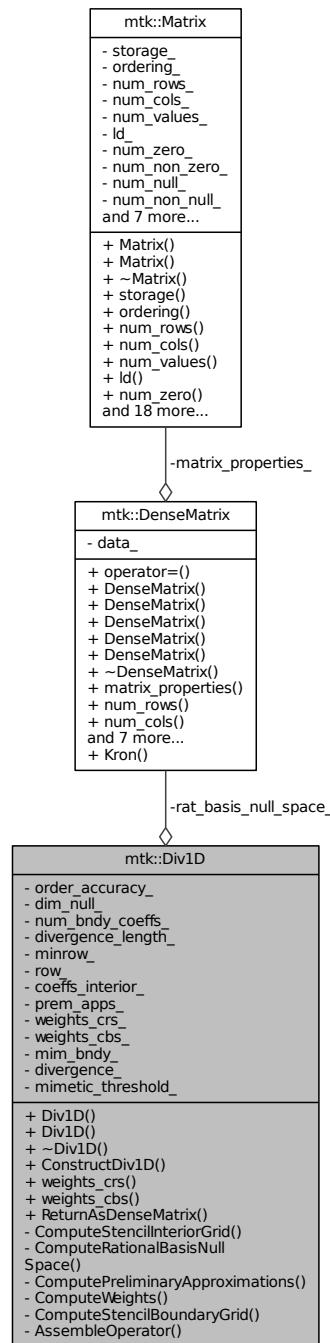 mtk::Matrix
- storage_
- ordering_
- num_rows_
- num_cols_
- num_values_
- ld_
- num_zero_
- num_non_zero_
- num_null_
- num_non_null_
and 7 more...
+ Matrix()
+ Matrix()
+ ~Matrix()
+ storage()
+ ordering()
+ num_rows()
+ num_cols()
+ num_values()
+ ld()
+ num_zero()
and 18 more...
-matrix_properties_
mtk::DenseMatrix
- data_
+ operator=()
+ DenseMatrix()
+ DenseMatrix()
+ DenseMatrix()
+ DenseMatrix()
+ DenseMatrix()
+ ~DenseMatrix()
+ matrix_properties()
+ num_rows()
+ num_cols()
and 7 more...
+ Kron()
-rat_basis_null_space_
mtk::Div1D
- order_accuracy_
- dim_null_
- num_bndy_coeffs_
- divergence_length_
- minrow_
- row_
- coeffs_interior_
- prem_apps_
- weights_crs_
- weights_cbs_
- mim_bndy_
- divergence_
- mimetic_threshold_
+ Div1D()
+ Div1D()
+ ~Div1D()
+ ConstructDiv1D()
+ weights_crs()
+ weights_cbs()
+ ReturnAsDenseMatrix()
- ComputeStencilInteriorGrid()
- ComputeRationalBasisNull
Space()
- ComputePreliminaryApproximations()
- ComputeWeights()
- ComputeStencilBoundaryGrid()
- AssembleOperator()